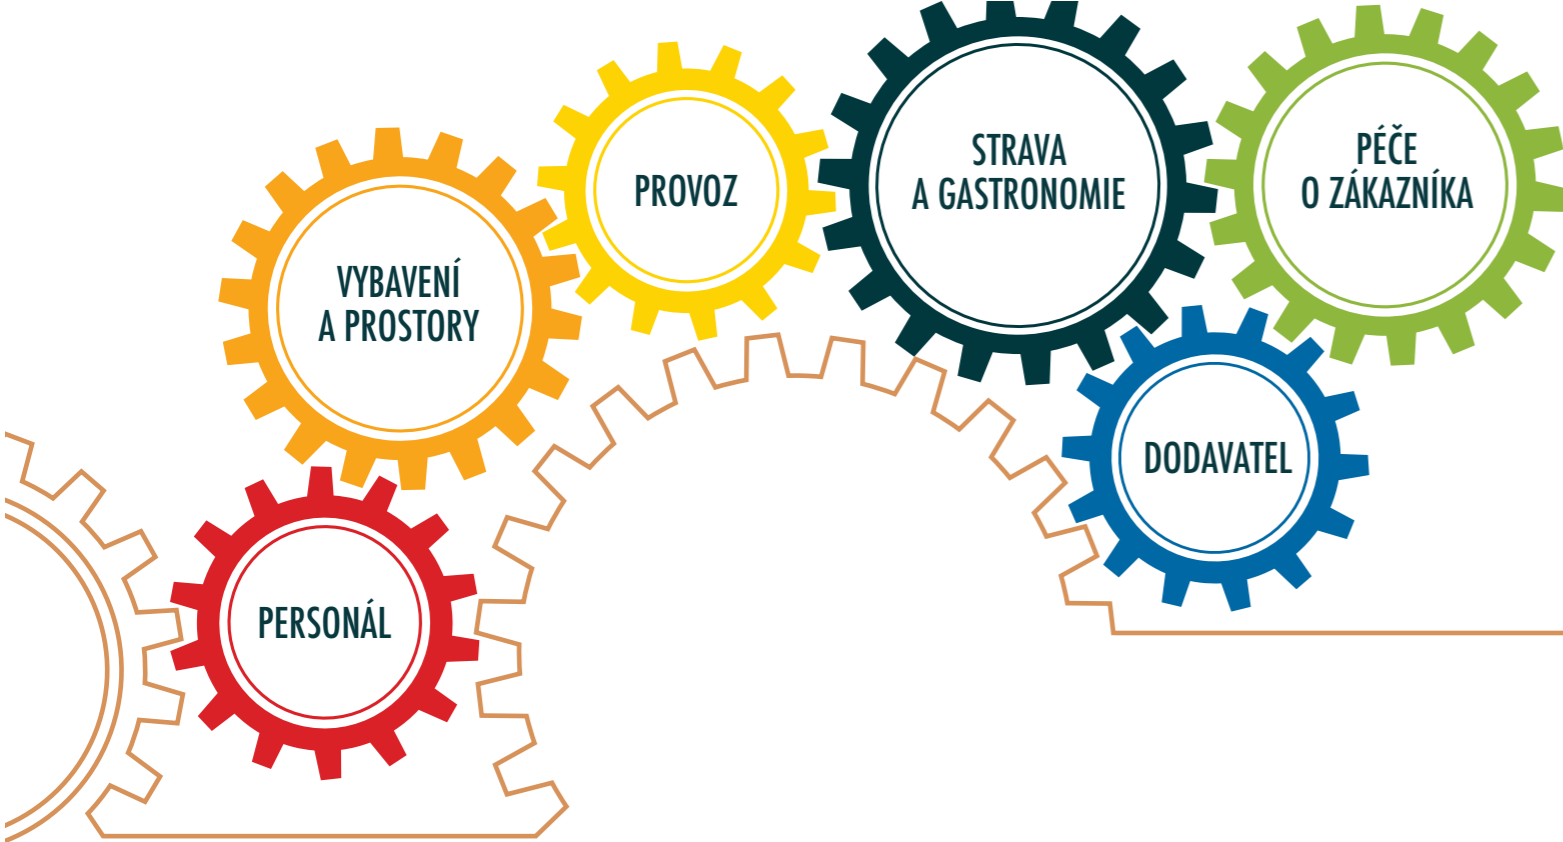 STRAVA
A GASTRONOMIE
PÉČE
O ZÁKAZNÍKA
PROVOZ
VYBAVENÍ
A PROSTORY
DODAVATEL
PERSONÁL